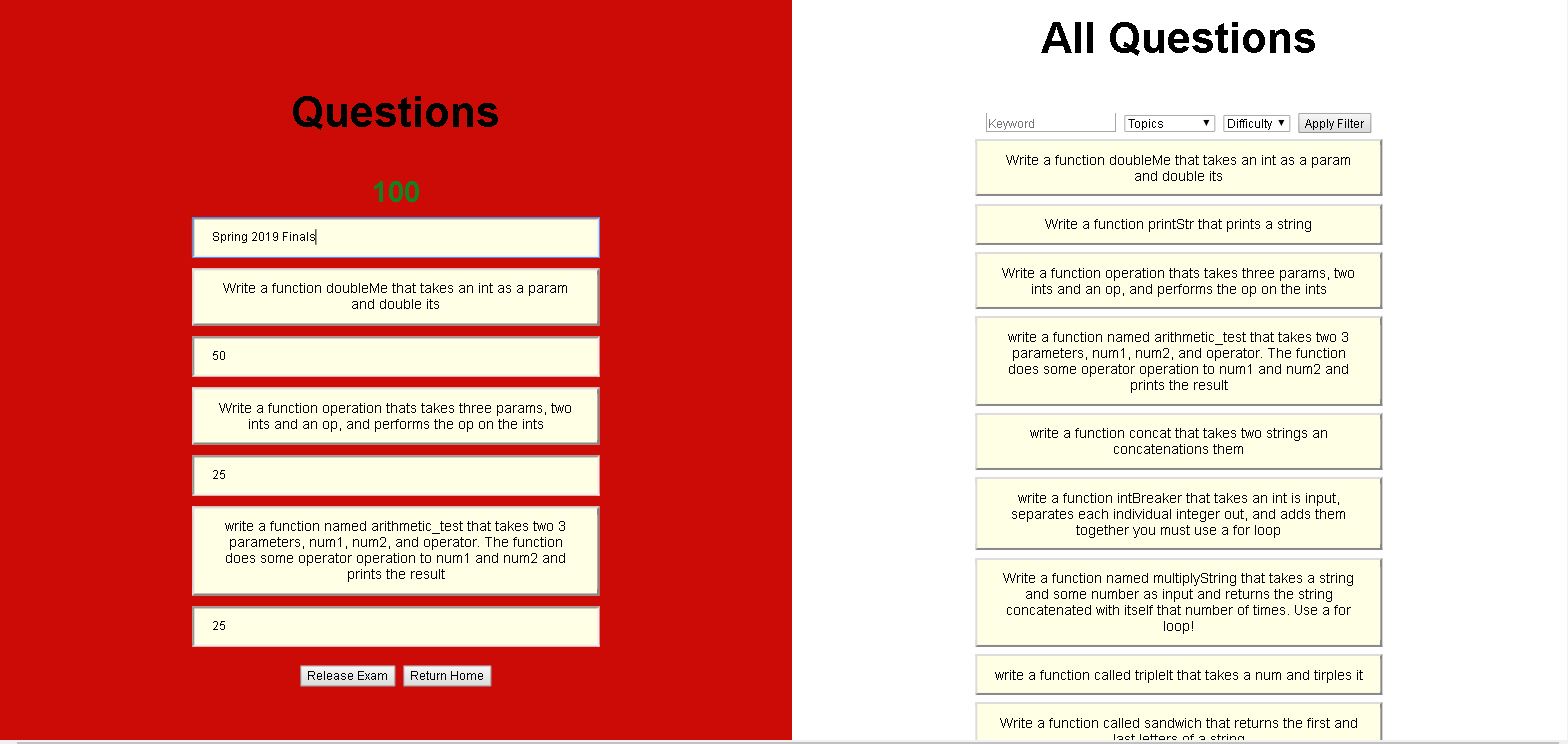 Questions
100
Spring 2019 Finals
Write a function doubleMe that takes an int as a param
and double its
50
Write a function operation thats takes three params, two
ints and an op, and performs the op on the ints
25
write a function named arithmetic_test that takes two 3
parameters, num1, num2, and operator. The function
does some operator operation to num1 and num2 and
prints the result
25
Release Exam Return Home
All Questions
Keyword Topics Difficulty Apply Filter
Write a function doubleMe that takes an int as a param
and double its
Write a function printStr that prints a string
Write a function operation thats takes three params, two
ints and an op, and performs the op on the ints
write a function named arithmetic_test that takes two 3
parameters, num1, num2, and operator. The function
does some operator operation to num1 and num2 and
prints the result
write a function concat that takes two strings an
concatenations them
write a function intBreaker that takes an int is input,
separates each individual integer out, and adds them
together you must use a for loop
Write a function named multiplyString that takes a string
and some number as input and returns the string
concatenated with itself that number of times. Use a for
loop!
write a function called tripleIt that takes a num and tirples it
Write a function called sandwich that returns the first and
last letters of a string